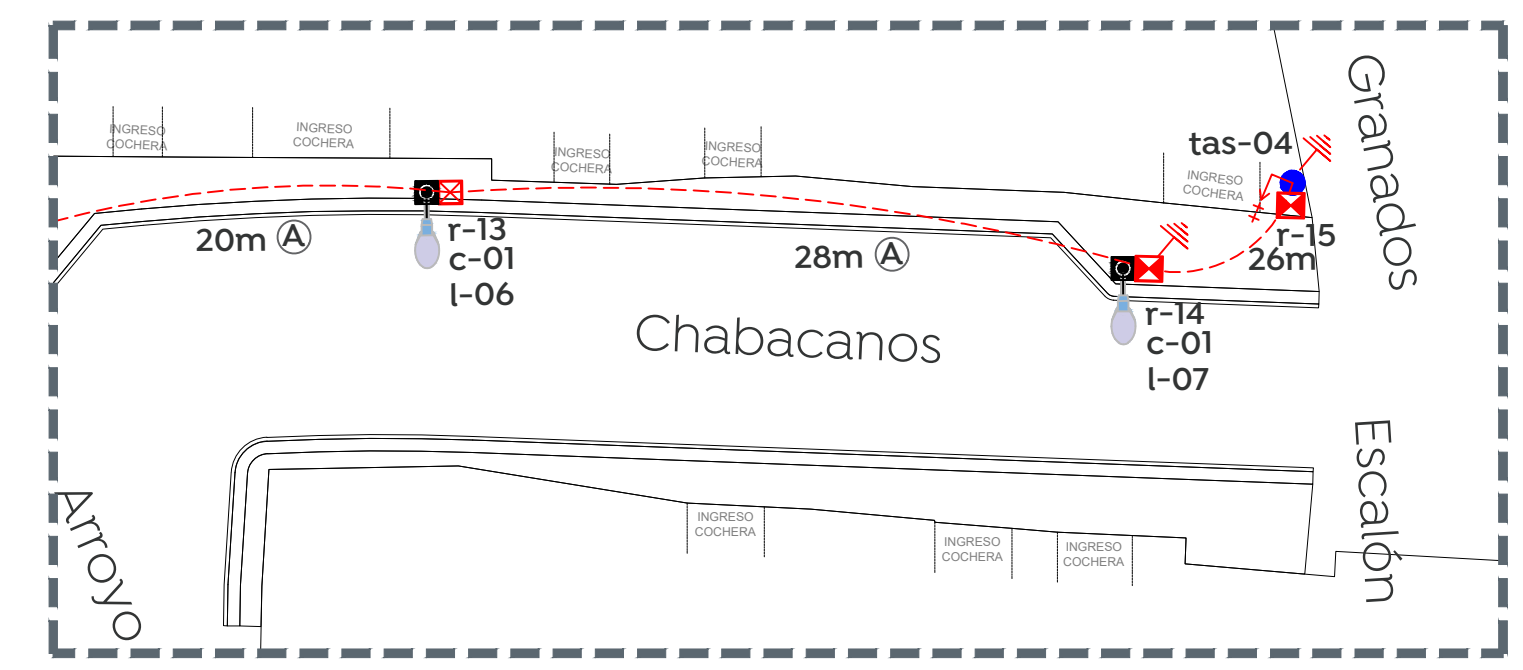 Granados
INGRESO
COCHERA
INGRESO
COCHERA
INGRESO
COCHERA
INGRESO
COCHERA
tas-04
INGRESO
COCHERA
r-15
26m
20m Ⓐ
r-13
c-01
l-06
28m Ⓐ
r-14
c-01
l-07
Chabacanos
Escalón
Arroyo
INGRESO
COCHERA
INGRESO
COCHERA
INGRESO
COCHERA